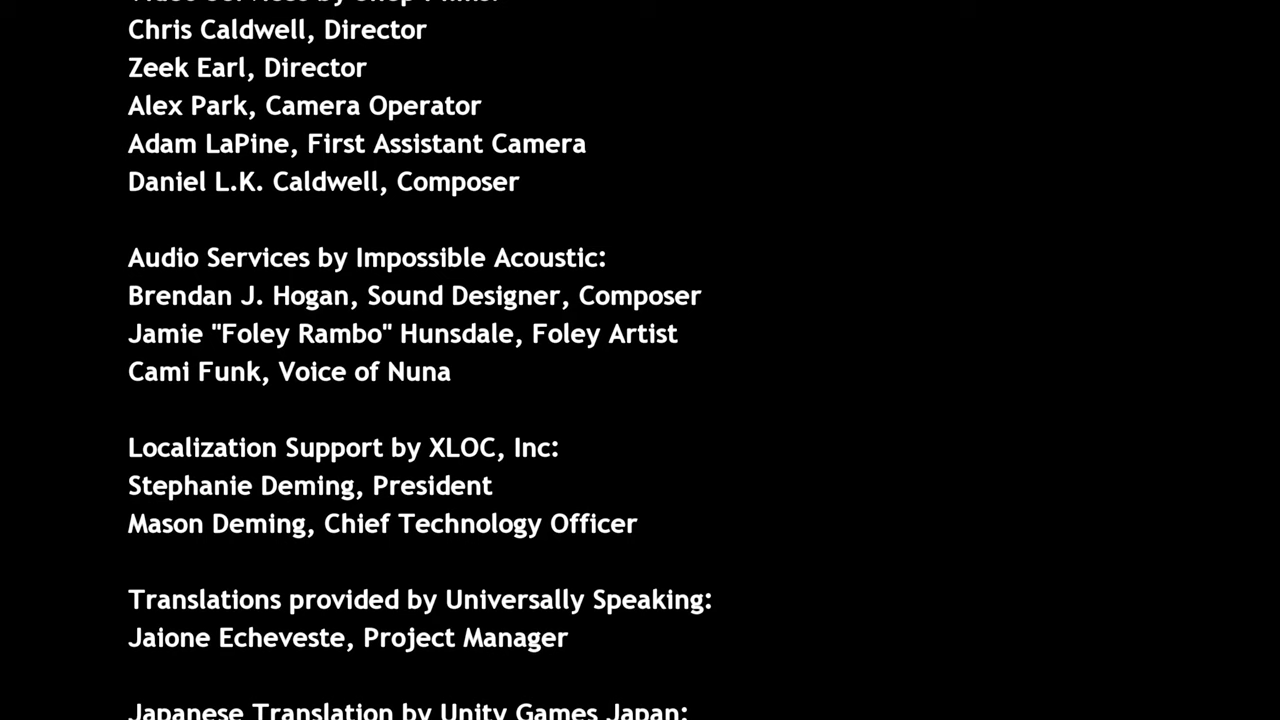 Chris Caldwell, Director
Zeek Earl, Director
Alex Park, Camera Operator
Adam LaPine, First Assistant Camera
Daniel L.K. Caldwell, Composer
Audio Services by Impossible Acoustic:
Brendan J. Hogan, Sound Designer, Composer
Jamie "Foley Rambo" Hunsdale, Foley Artist
Cami Funk, Voice of Nuna
Localization Support by XLOC, Inc:
Stephanie Deming, President
Mason Deming, Chief Technology Officer
Translations provided by Universally Speaking:
Jaione Echeveste, Project Manager
Japanese Translation by Unity Games Japan: